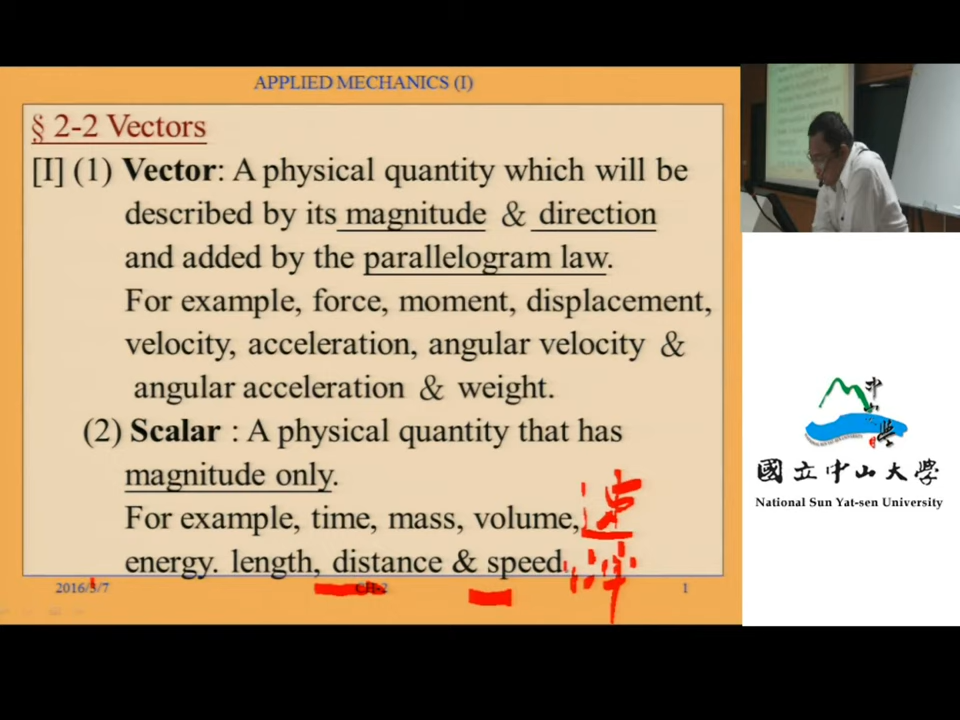 APPLIED MECHANICS (I)
§ 2-2 Vectors
[I] (1) Vector: A physical quantity which will be
described by its magnitude & direction
and added by the parallelogram law.
For example, force, moment, displacement,
velocity, acceleration, angular velocity &
angular acceleration & weight.
(2) Scalar : A physical quantity that has
magnitude only.
For example, time, mass, volume,
energy. length, distance & speed
速
率
2016/3/7
CH-2
1
國立中山大學
National Sun Yat-sen University